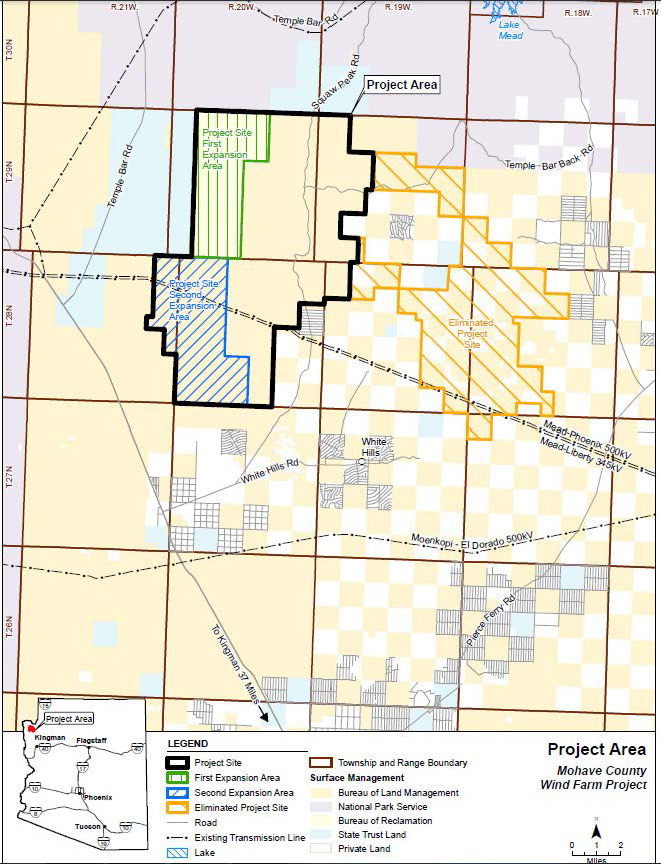 R.21W.
R.20W.
R.19W.
R.18W.
R.17W
Temple Bar Rd
Lake
Mead
T.30N
Squaw Peak Rd
Project Area
Project Site
First
Expansion
Area
Temple Bar Rd
Temple Bar Back Rd
T.29N
Project Site
Second
Expansion
Area
T.28N
Eliminated
Project
Site
Mead-Phoenix 500kV
Mead-Liberty 345kV
White
Hills
White Hills Rd
T.27N
Moenkopi - El Dorado 500kV
Pierce Ferry Rd
T.26N
To Kingman 37 Miles
15
Project Area
Kingman
Flagstaff
40
40
17
10
Phoenix
8
Tucson
10
19
LEGEND
Project Site
First Expansion Area
Second Expansion Area
Eliminated Project Site
Road
Existing Transmission Line
Lake
Township and Range Boundary
Surface Management
Bureau of Land Management
National Park Service
Bureau of Reclamation
State Trust Land
Private Land
Project Area
Mohave County
Wind Farm Project
N
0 1 2
Miles